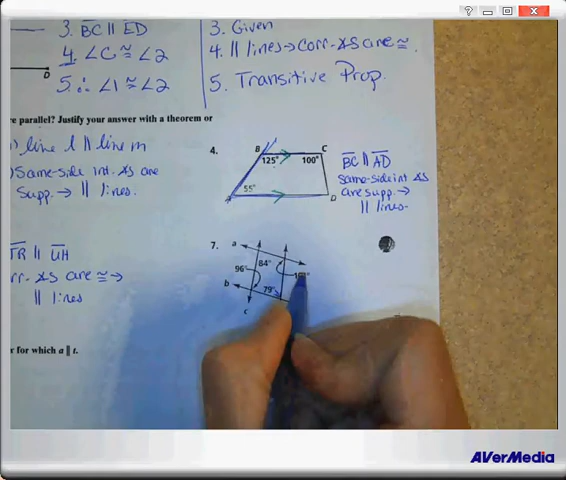 3. BC || ED
4. ∠C ≅ ∠2
5. ∴ ∠1 ≅ ∠2
3. Given
4. || lines → corr. ∡s are ≅
5. Transitive Prop.
D
re parallel? Justify your answer with a theorem or
line l || line m
Same-side int. ∡s are
Supp. → || lines.
4.
B
C
125°
100°
55°
A
D
BC || AD
Same-side int ∡s
are supp. →
|| lines.
TR || UH
orr. ∡s are ≅ →
|| lines
7.
a
84°
96°
b
79°
c
r for which a || t.
AVerMedia